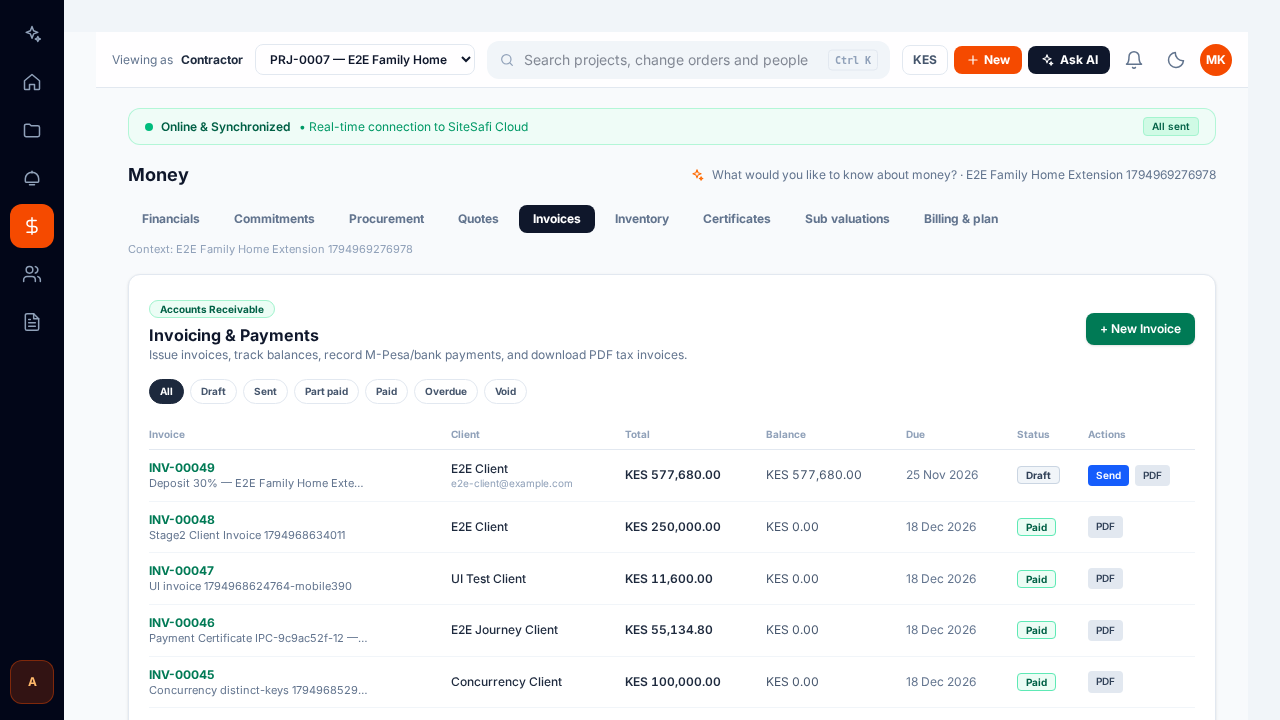 Viewing as Contractor PRJ-0007 — E2E Family Home Search projects, change orders and people Ctrl K KES + New Ask AI MK
Online & Synchronized • Real-time connection to SiteSafi Cloud All sent
Money What would you like to know about money? · E2E Family Home Extension 1794969276978
Financials Commitments Procurement Quotes Invoices Inventory Certificates Sub valuations Billing & plan
Context: E2E Family Home Extension 1794969276978
Accounts Receivable
Invoicing & Payments
+ New Invoice
Issue invoices, track balances, record M-Pesa/bank payments, and download PDF tax invoices.
All Draft Sent Part paid Paid Overdue Void
Invoice Client Total Balance Due Status Actions
INV-00049 E2E Client KES 577,680.00 KES 577,680.00 25 Nov 2026 Draft Send PDF
Deposit 30% — E2E Family Home Exte... e2e-client@example.com
INV-00048 E2E Client KES 250,000.00 KES 0.00 18 Dec 2026 Paid PDF
Stage2 Client Invoice 1794968634011
INV-00047 UI Test Client KES 11,600.00 KES 0.00 18 Dec 2026 Paid PDF
UI invoice 1794968624764-mobile390
INV-00046 E2E Journey Client KES 55,134.80 KES 0.00 18 Dec 2026 Paid PDF
Payment Certificate IPC-9c9ac52f-12 —...
INV-00045 Concurrency Client KES 100,000.00 KES 0.00 18 Dec 2026 Paid PDF
Concurrency distinct-keys 1794968529...
A